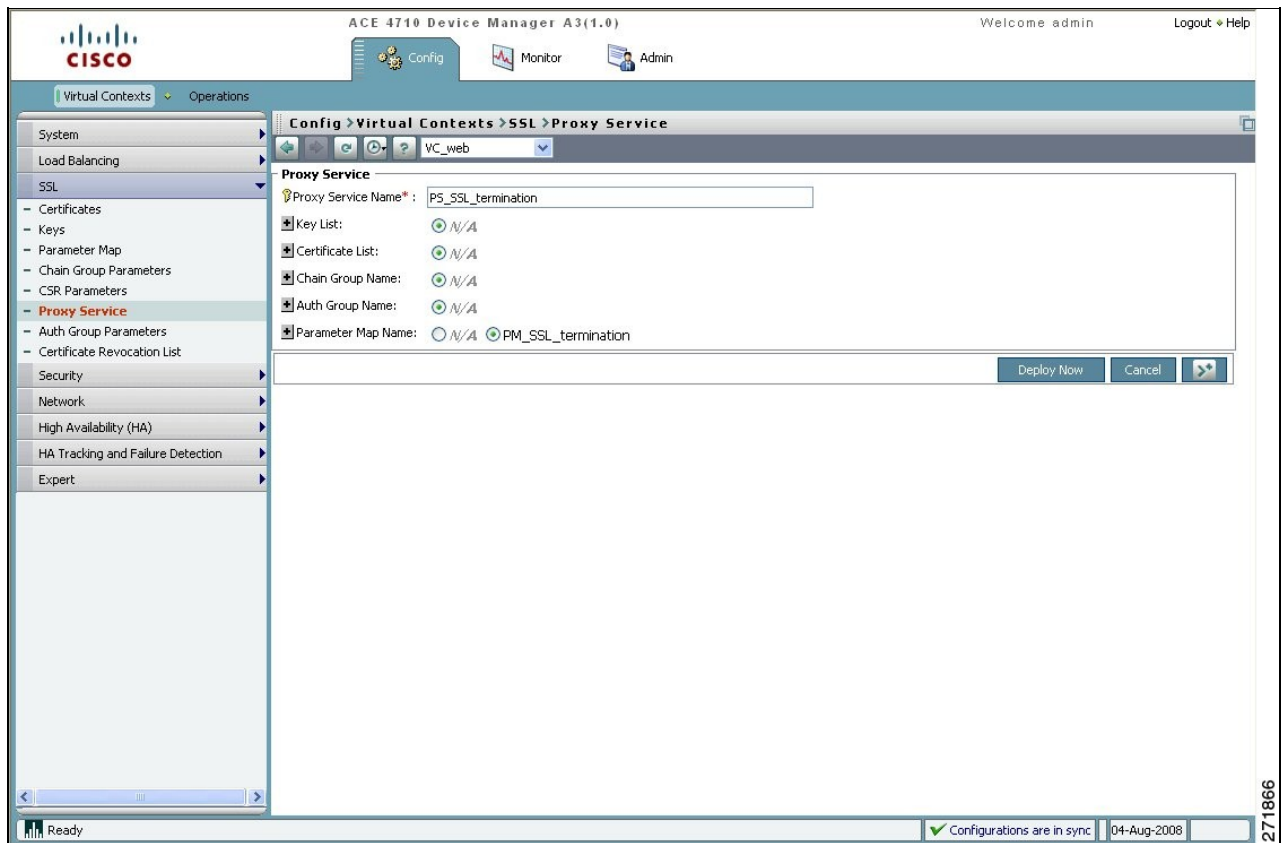 ACE 4710 Device Manager A3(1.0)
Welcome admin
Logout Help
CISCO
Config
Monitor
Admin
Virtual Contexts
Operations
System
Load Balancing
SSL
– Certificates
– Keys
– Parameter Map
– Chain Group Parameters
– CSR Parameters
– Proxy Service
– Auth Group Parameters
– Certificate Revocation List
Security
Network
High Availability (HA)
HA Tracking and Failure Detection
Expert
Config >Virtual Contexts >SSL >Proxy Service
? VC_web
Proxy Service
Proxy Service Name* : PS_SSL_termination
Key List: N/A
Certificate List: N/A
Chain Group Name: N/A
Auth Group Name: N/A
Parameter Map Name: N/A PM_SSL_termination
Deploy Now Cancel
Ready
Configurations are in sync
04-Aug-2008
271866